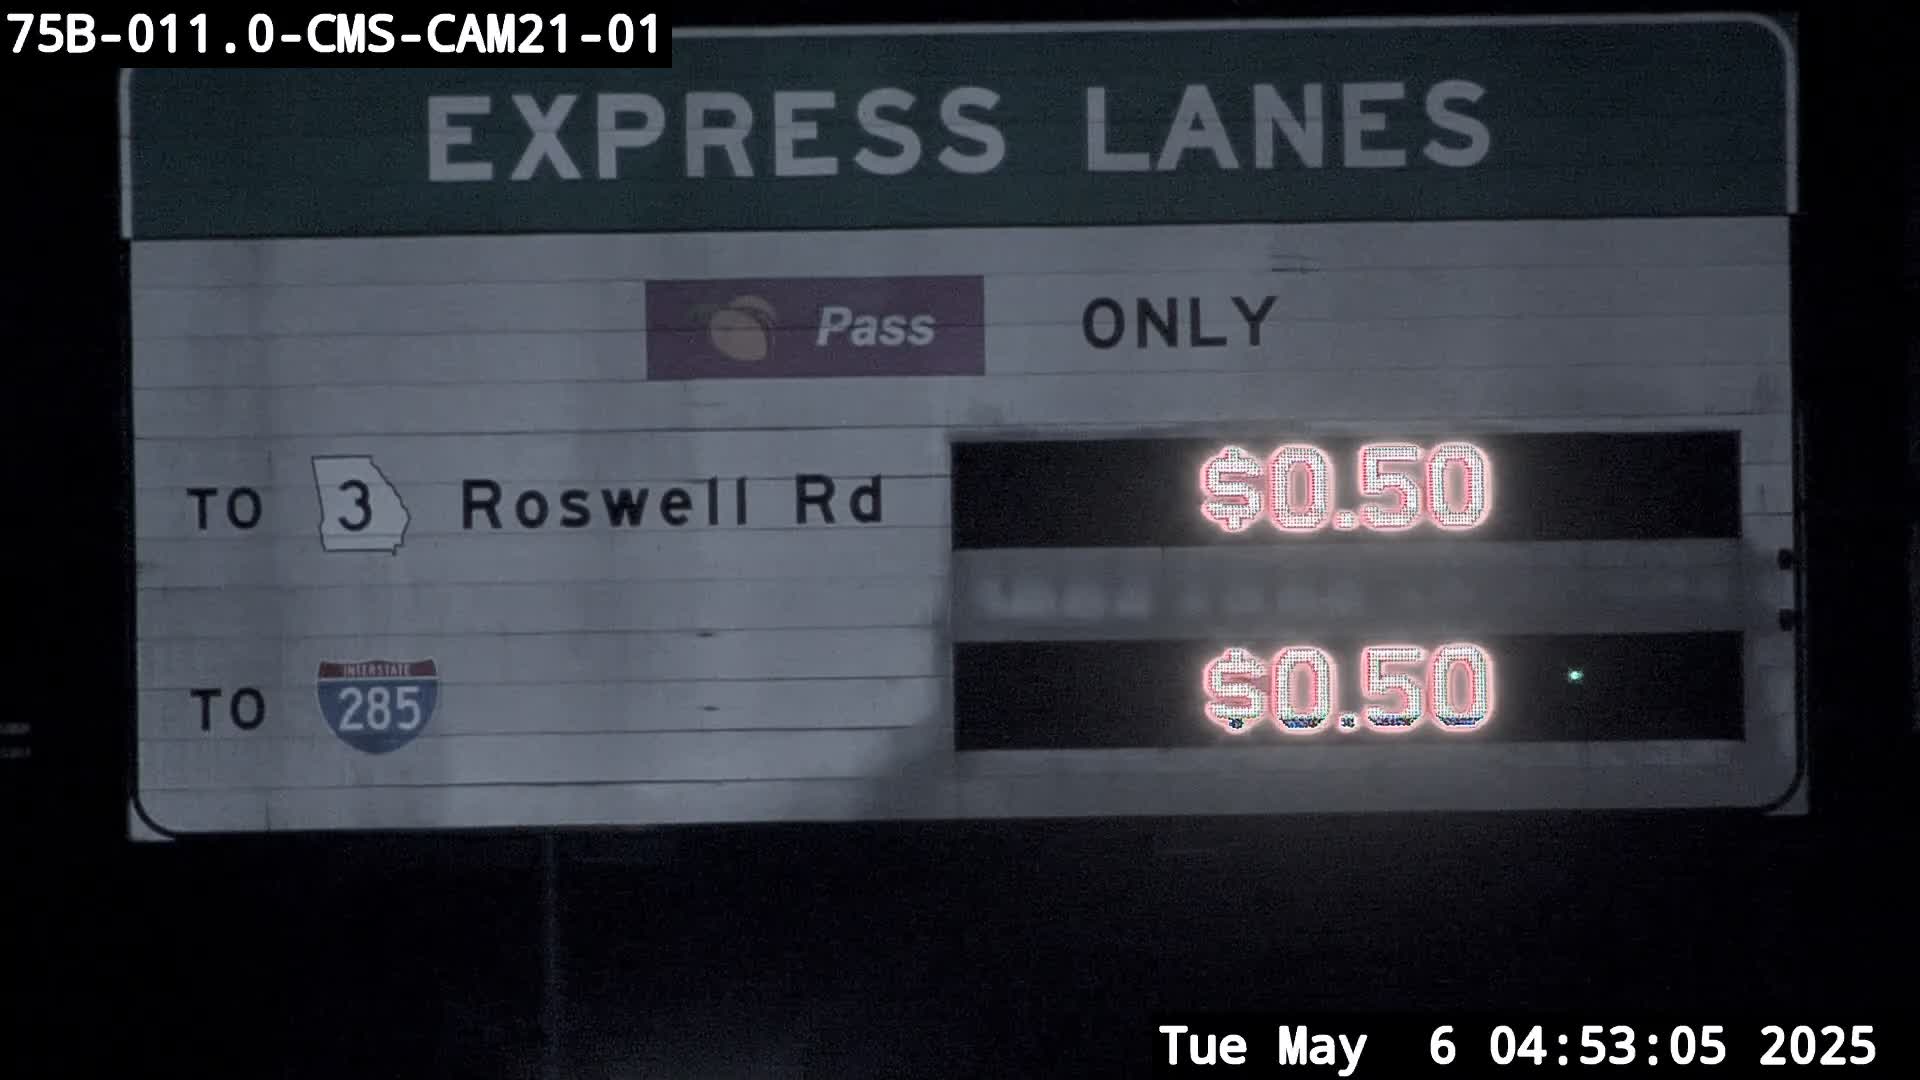 75B-011.0-CMS-CAM21-01
EXPRESS LANES
Pass ONLY
TO 3 Roswell Rd $0.50
INTERSTATE
TO 285 $0.50
Tue May 6 04:53:05 2025